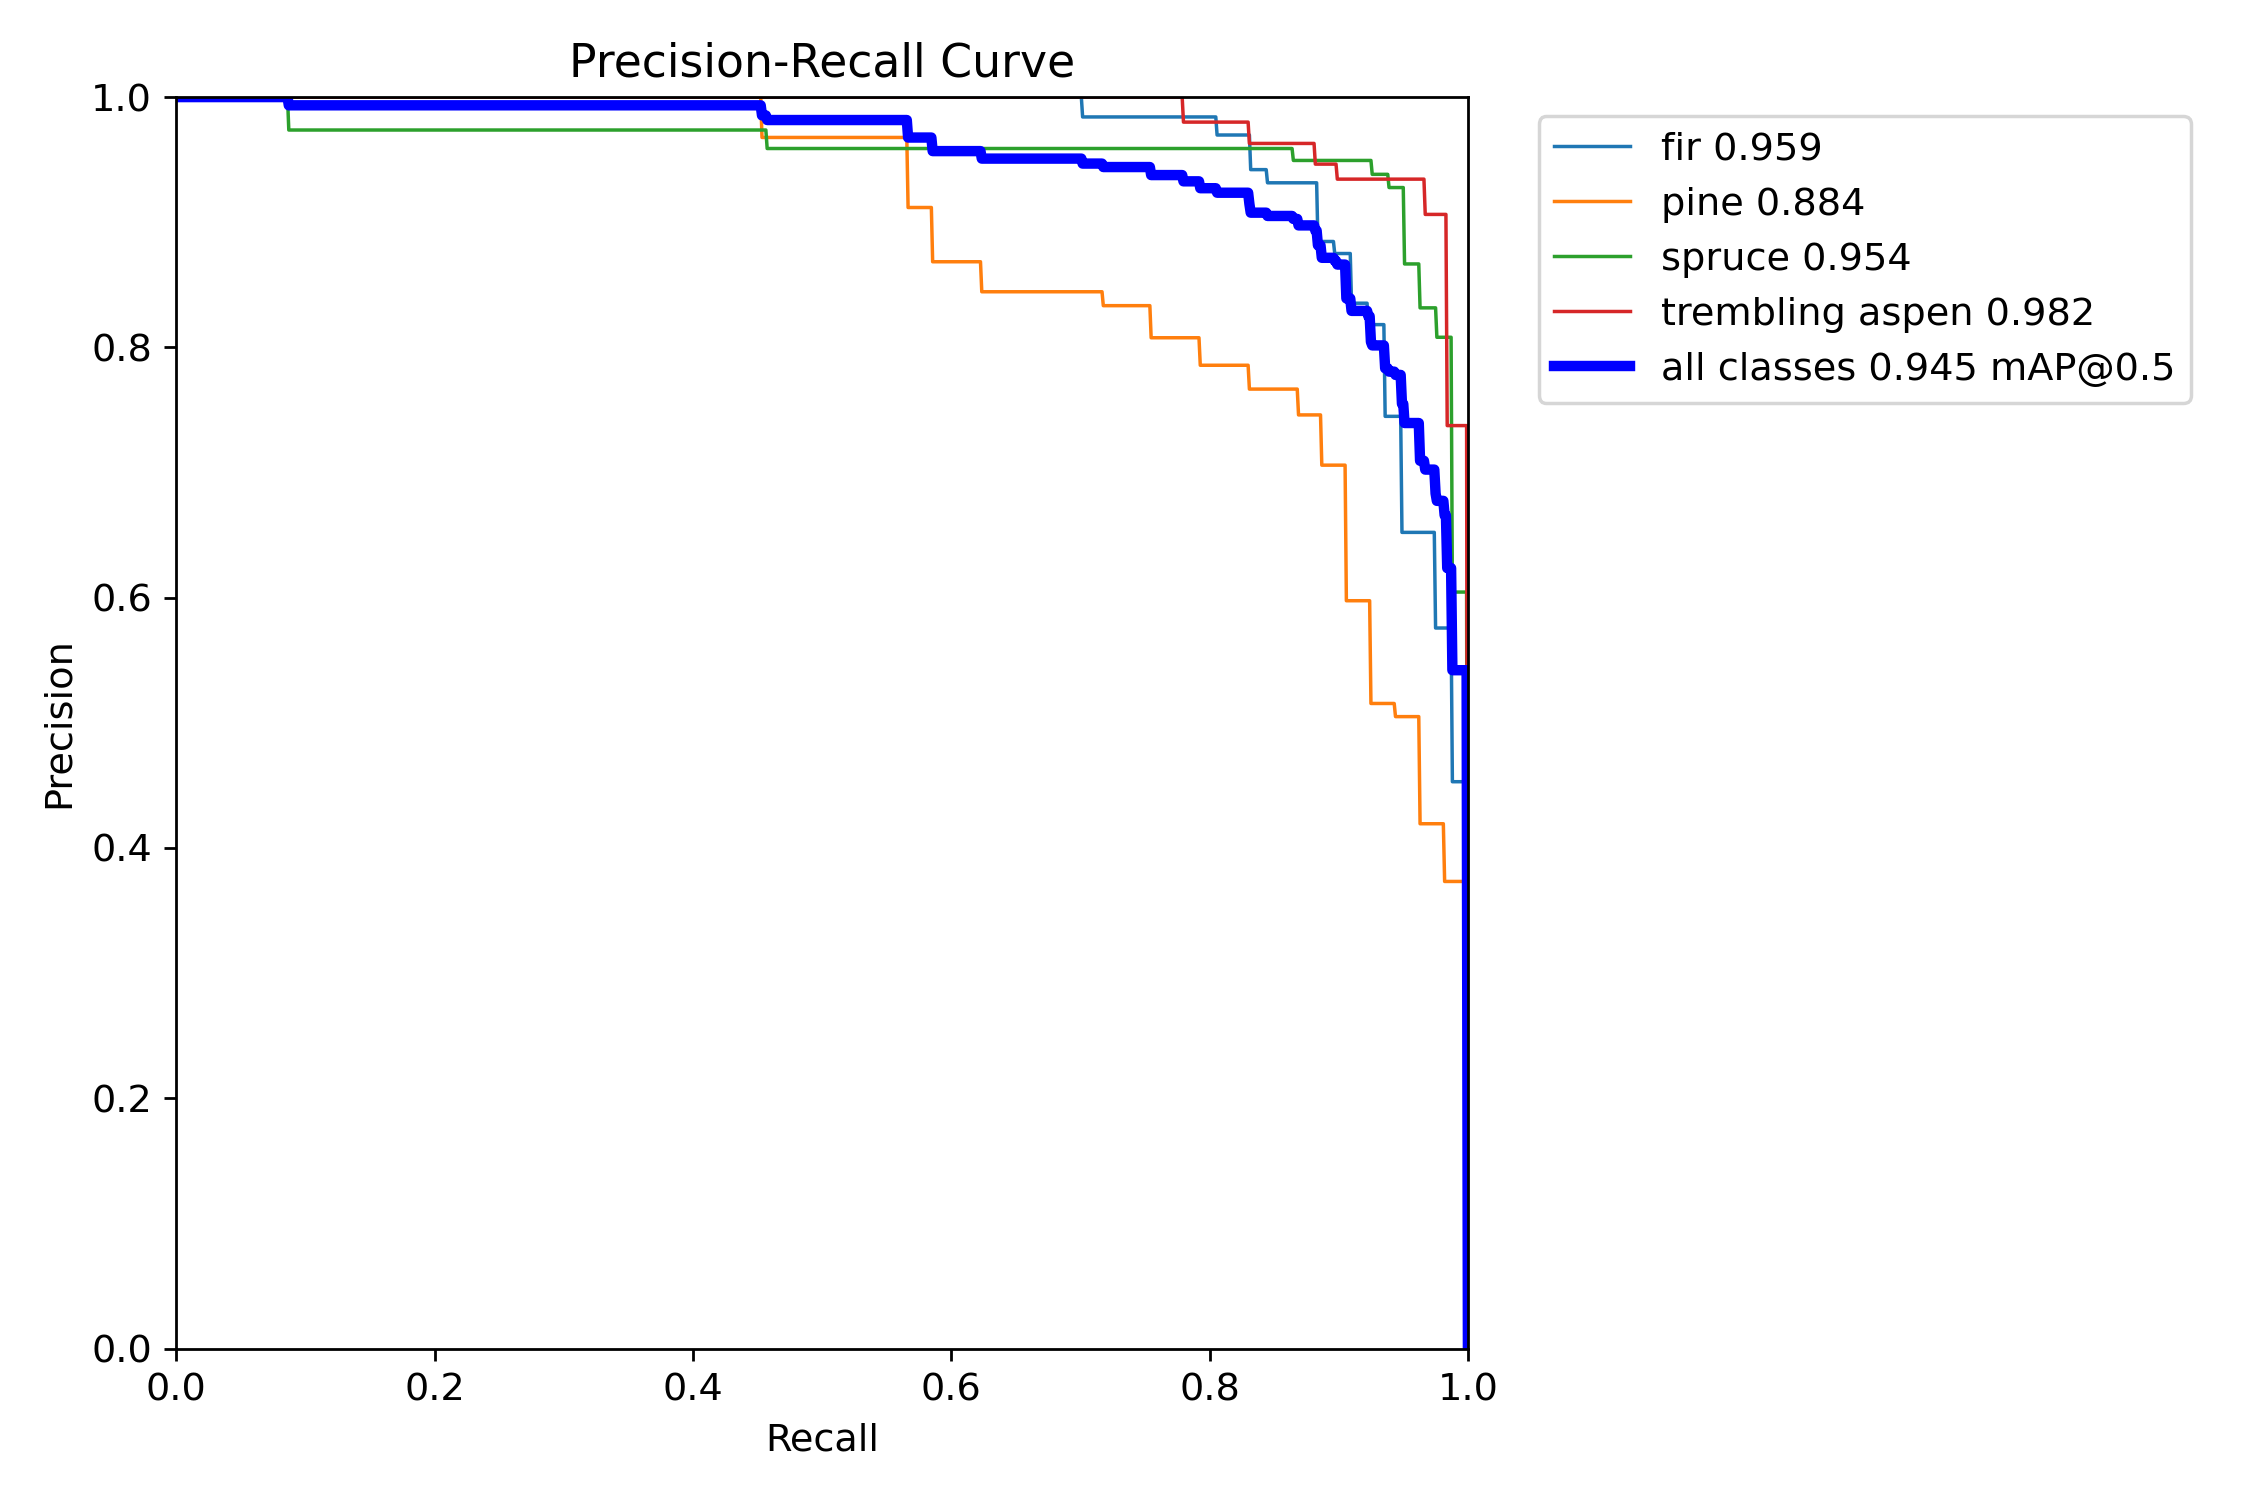 Precision-Recall Curve
1.0
0.8
0.6
0.4
0.2
0.0
Precision
0.0 0.2 0.4 0.6 0.8 1.0
Recall
fir 0.959
pine 0.884
spruce 0.954
trembling aspen 0.982
all classes 0.945 mAP@0.5